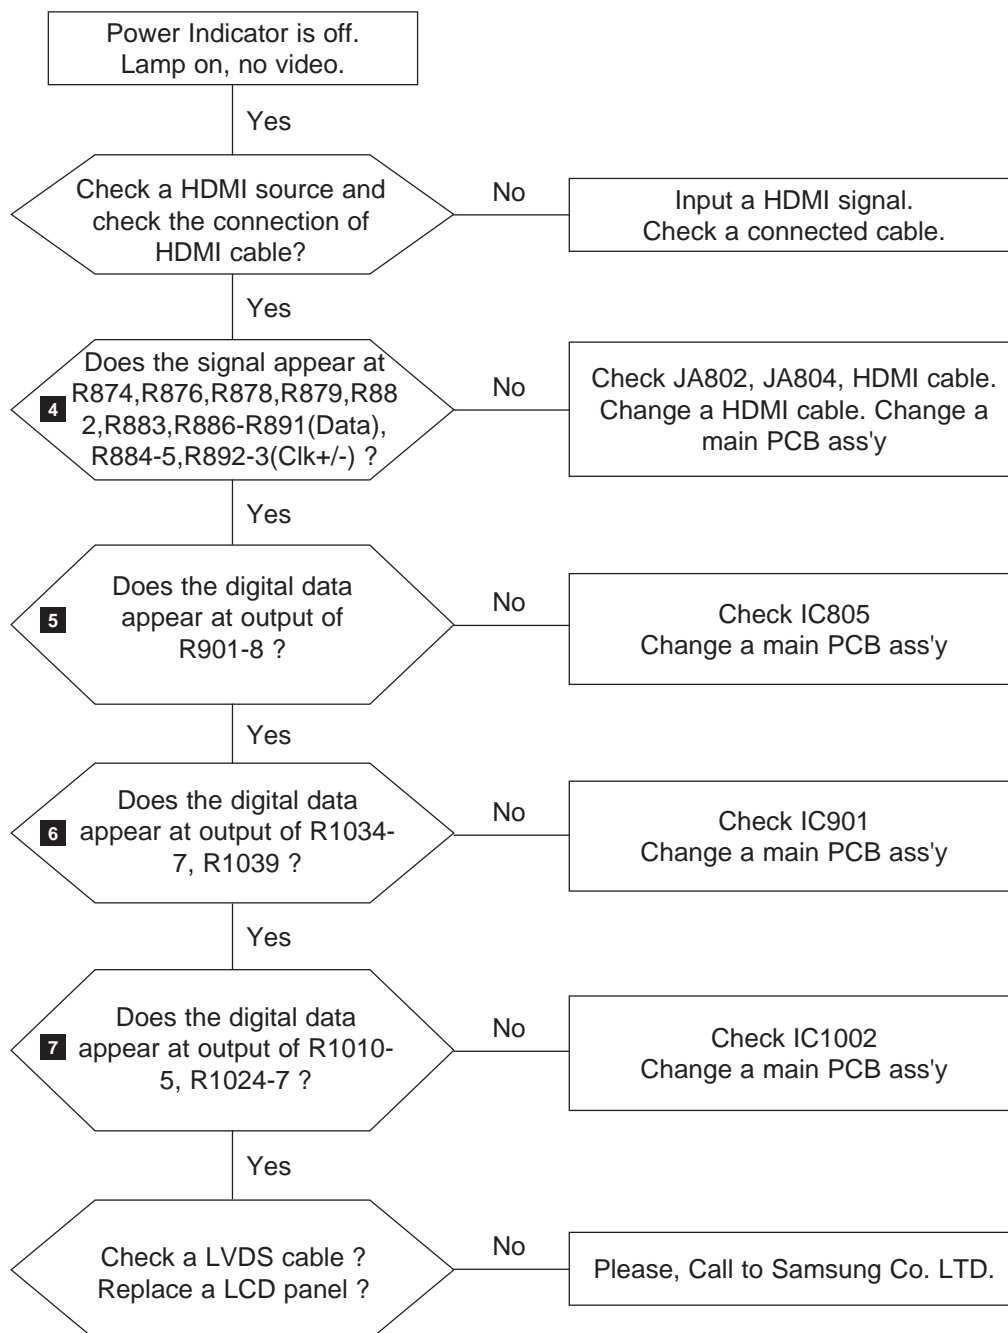 Power Indicator is off.
Lamp on, no video.
Yes
Check a HDMI source and
check the connection of
HDMI cable?
No
Input a HDMI signal.
Check a connected cable.
Yes
4
Does the signal appear at
R874,R876,R878,R879,R88
2,R883,R886-R891(Data),
R884-5,R892-3(Clk+/-) ?
No
Check JA802, JA804, HDMI cable.
Change a HDMI cable. Change a
main PCB ass'y
Yes
5
Does the digital data
appear at output of
R901-8 ?
No
Check IC805
Change a main PCB ass'y
Yes
6
Does the digital data
appear at output of R1034-
7, R1039 ?
No
Check IC901
Change a main PCB ass'y
Yes
7
Does the digital data
appear at output of R1010-
5, R1024-7 ?
No
Check IC1002
Change a main PCB ass'y
Yes
Check a LVDS cable ?
Replace a LCD panel ?
No
Please, Call to Samsung Co. LTD.